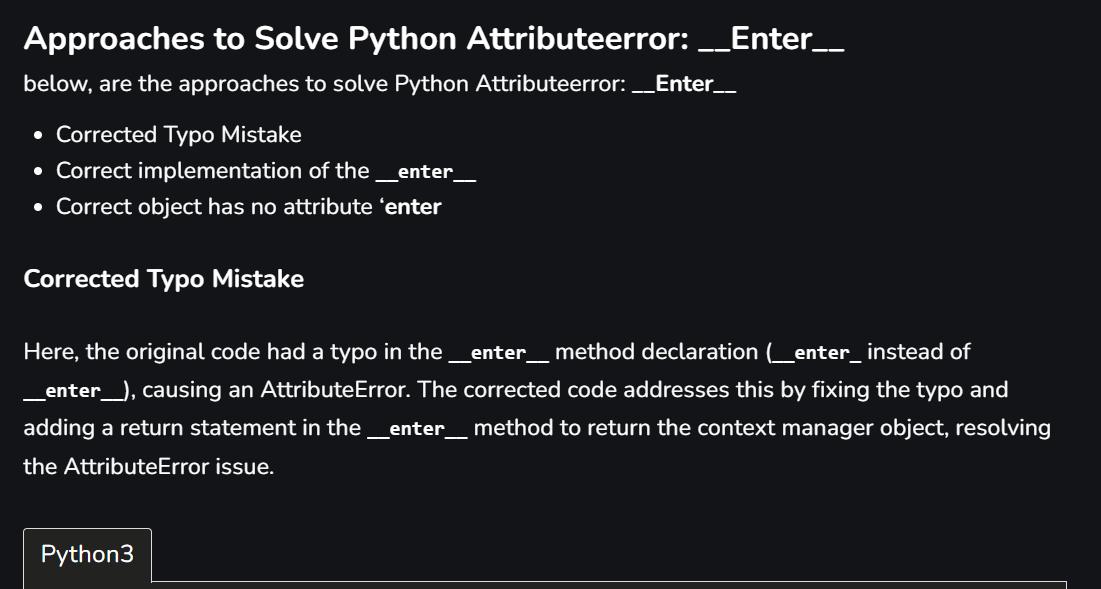 Approaches to Solve Python Attributeerror: __Enter__
below, are the approaches to solve Python Attributeerror: __Enter__
• Corrected Typo Mistake
• Correct implementation of the __enter__
• Correct object has no attribute ‘enter
Corrected Typo Mistake
Here, the original code had a typo in the __enter__ method declaration (__enter_ instead of
__enter__), causing an AttributeError. The corrected code addresses this by fixing the typo and
adding a return statement in the __enter__ method to return the context manager object, resolving
the AttributeError issue.
Python3